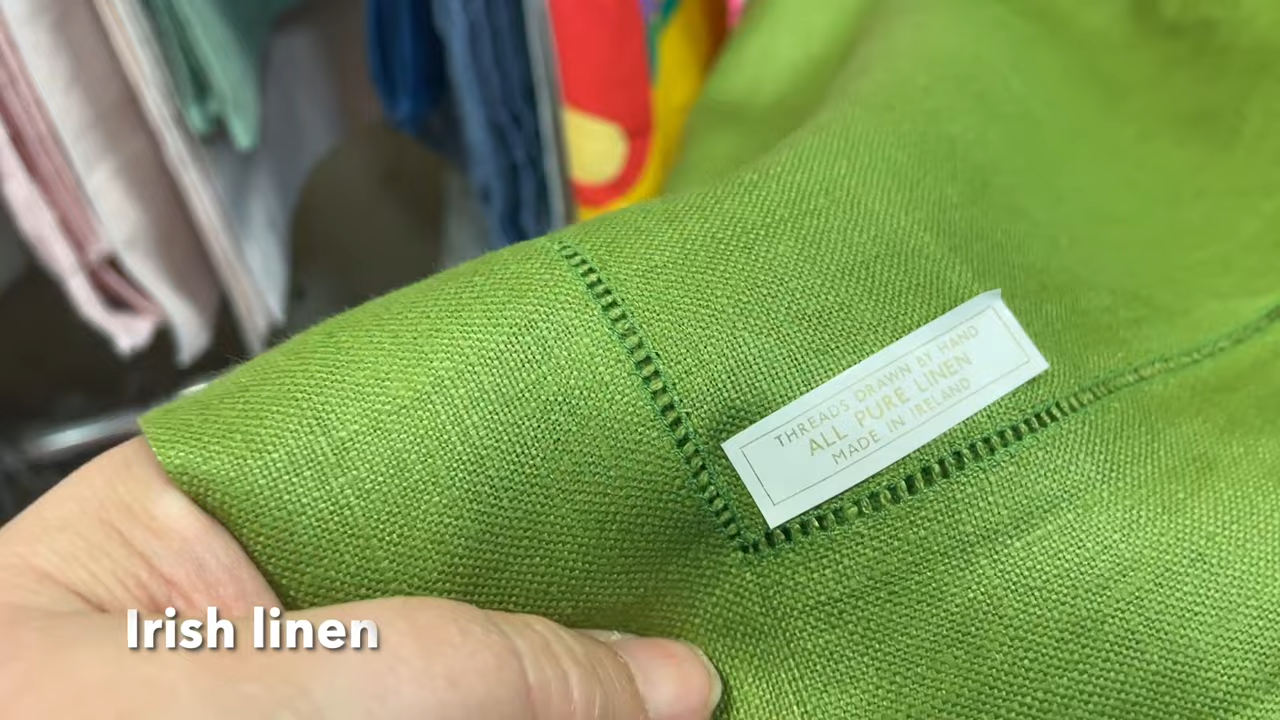 THREADS DRAWN BY HAND
ALL PURE LINEN
MADE IN IRELAND
Irish linen